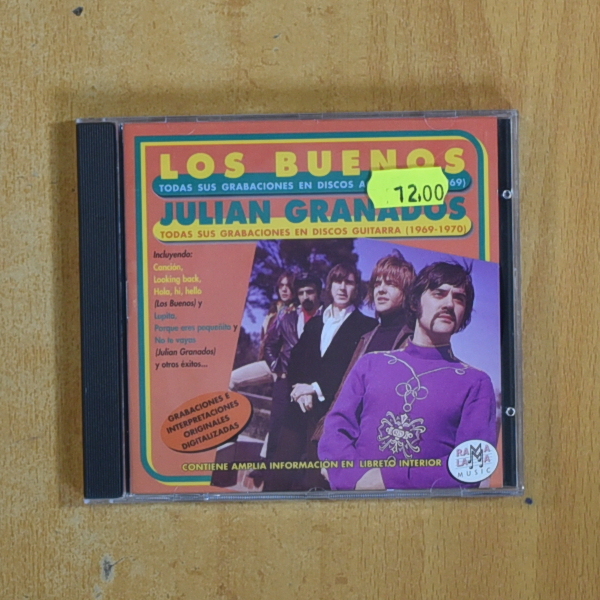 LOS BUENOS
TODAS SUS GRABACIONES EN DISCOS A 69)
12,00
JULIAN GRANADOS
TODAS SUS GRABACIONES EN DISCOS GUITARRA (1969-1970)
Incluyendo:
Canción,
Looking back,
Hola, hi, hello
(Los Buenos) y
Lupita,
Porque eres pequeñita y
No te vayas
(Julian Granados)
y otros éxitos...
GRABACIONES E
INTERPRETACIONES
ORIGINALES
DIGITALIZADAS
CONTIENE AMPLIA INFORMACION EN LIBRETO INTERIOR
RAMA
LAMA
MUSIC